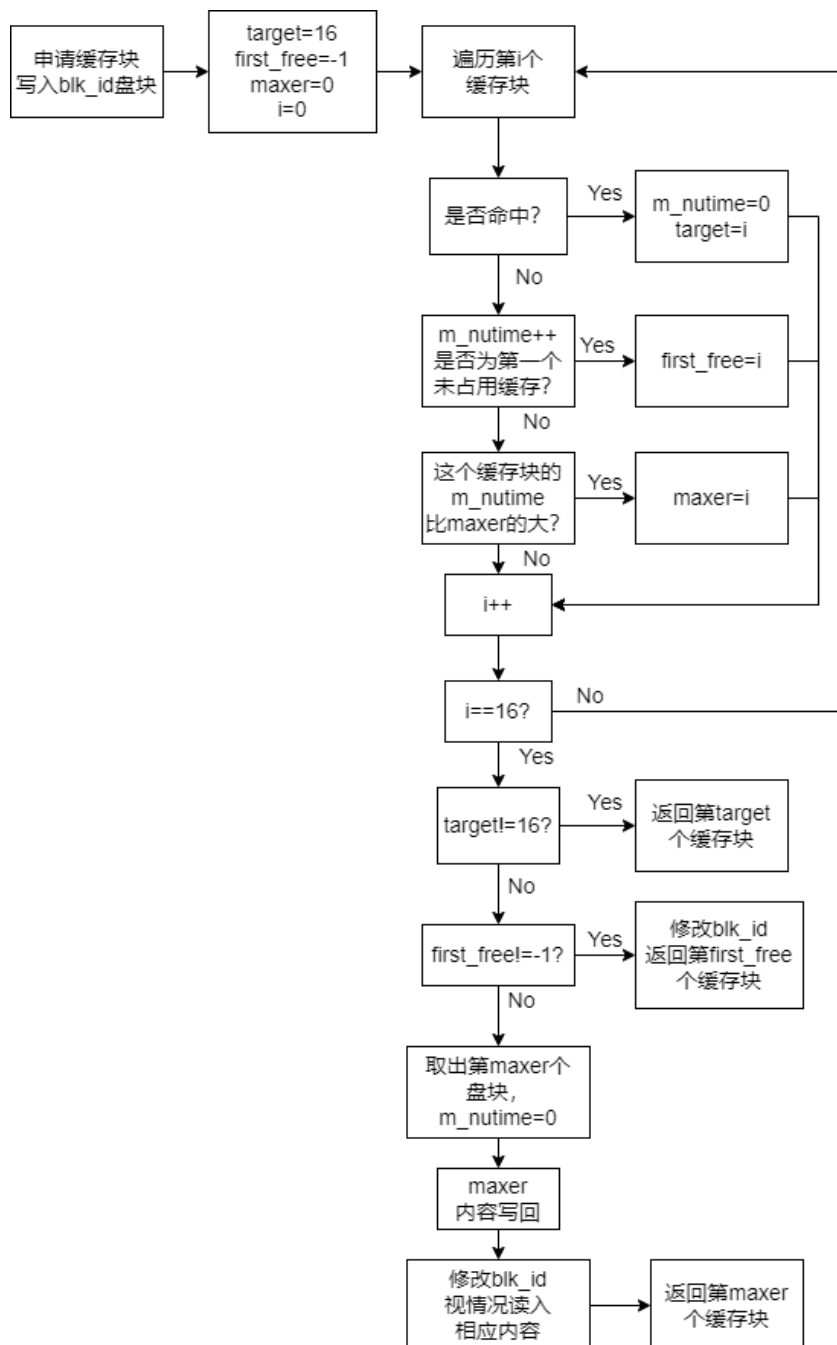 申请缓存块
写入blk_id盘块
target=16
first_free=-1
maxer=0
i=0
遍历第i个
缓存块
是否命中?
Yes
m_nutime=0
target=i
No
m_nutime++
是否为第一个
未占用缓存?
Yes
first_free=i
No
这个缓存块的
m_nutime
比maxer的大?
Yes
maxer=i
No
i++
i==16?
No
Yes
target!=16?
Yes
返回第target
个缓存块
No
first_free!=-1?
Yes
修改blk_id
返回第first_free
个缓存块
No
取出第maxer个
盘块，
m_nutime=0
maxer
内容写回
修改blk_id
视情况读入
相应内容
返回第maxer
个缓存块